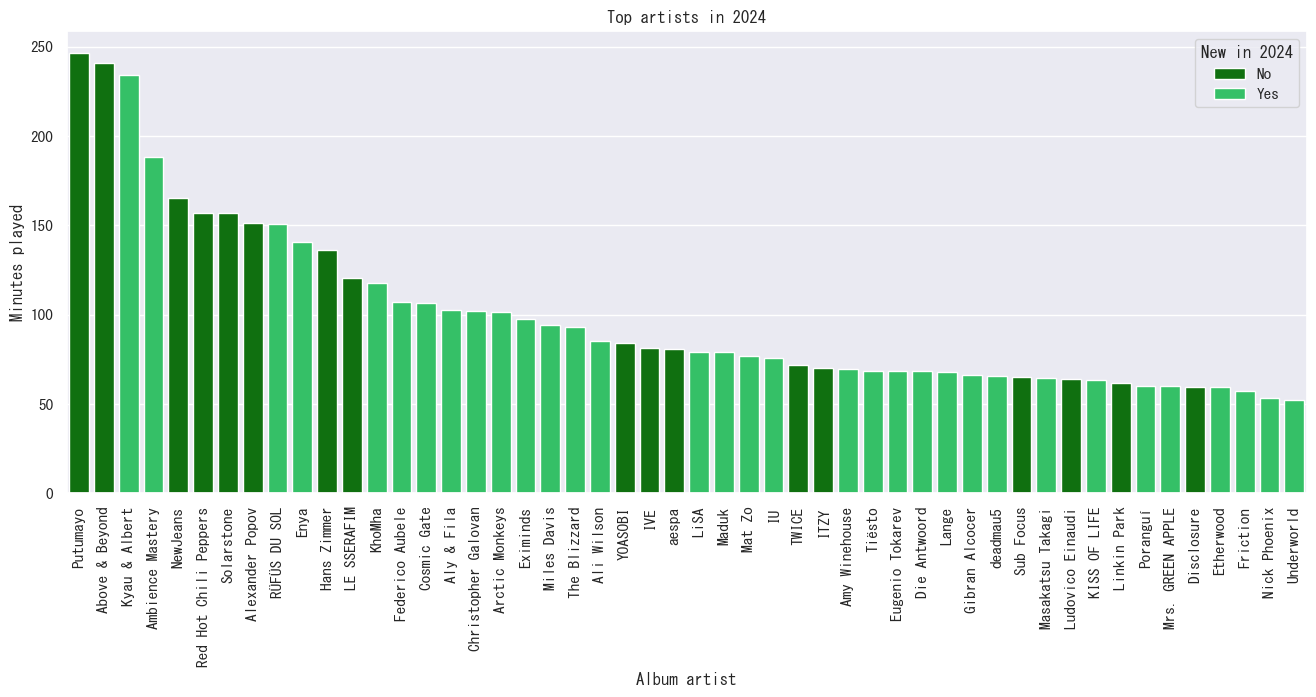 Top artists in 2024
New in 2024
No
Yes
Minutes played
250
200
150
100
50
0
Putumayo
Above & Beyond
Kyau & Albert
Ambience Mastery
NewJeans
Red Hot Chili Peppers
Solarstone
Alexander Popov
RÜFÜS DU SOL
Enya
Hans Zimmer
LE SSERAFIM
KhoMha
Federico Aubele
Cosmic Gate
Aly & Fila
Christopher Galovan
Arctic Monkeys
Eximinds
Miles Davis
The Blizzard
Ali Wilson
YOASOBI
IVE
aespa
LiSA
Maduk
Mat Zo
IU
TWICE
ITZY
Amy Winehouse
Tiësto
Eugenio Tokarev
Die Antwoord
Lange
Gibran Alcocer
deadmau5
Sub Focus
Masakatsu Takagi
Ludovico Einaudi
KISS OF LIFE
Linkin Park
Poranguí
Mrs. GREEN APPLE
Disclosure
Etherwood
Friction
Nick Phoenix
Underworld
Album artist